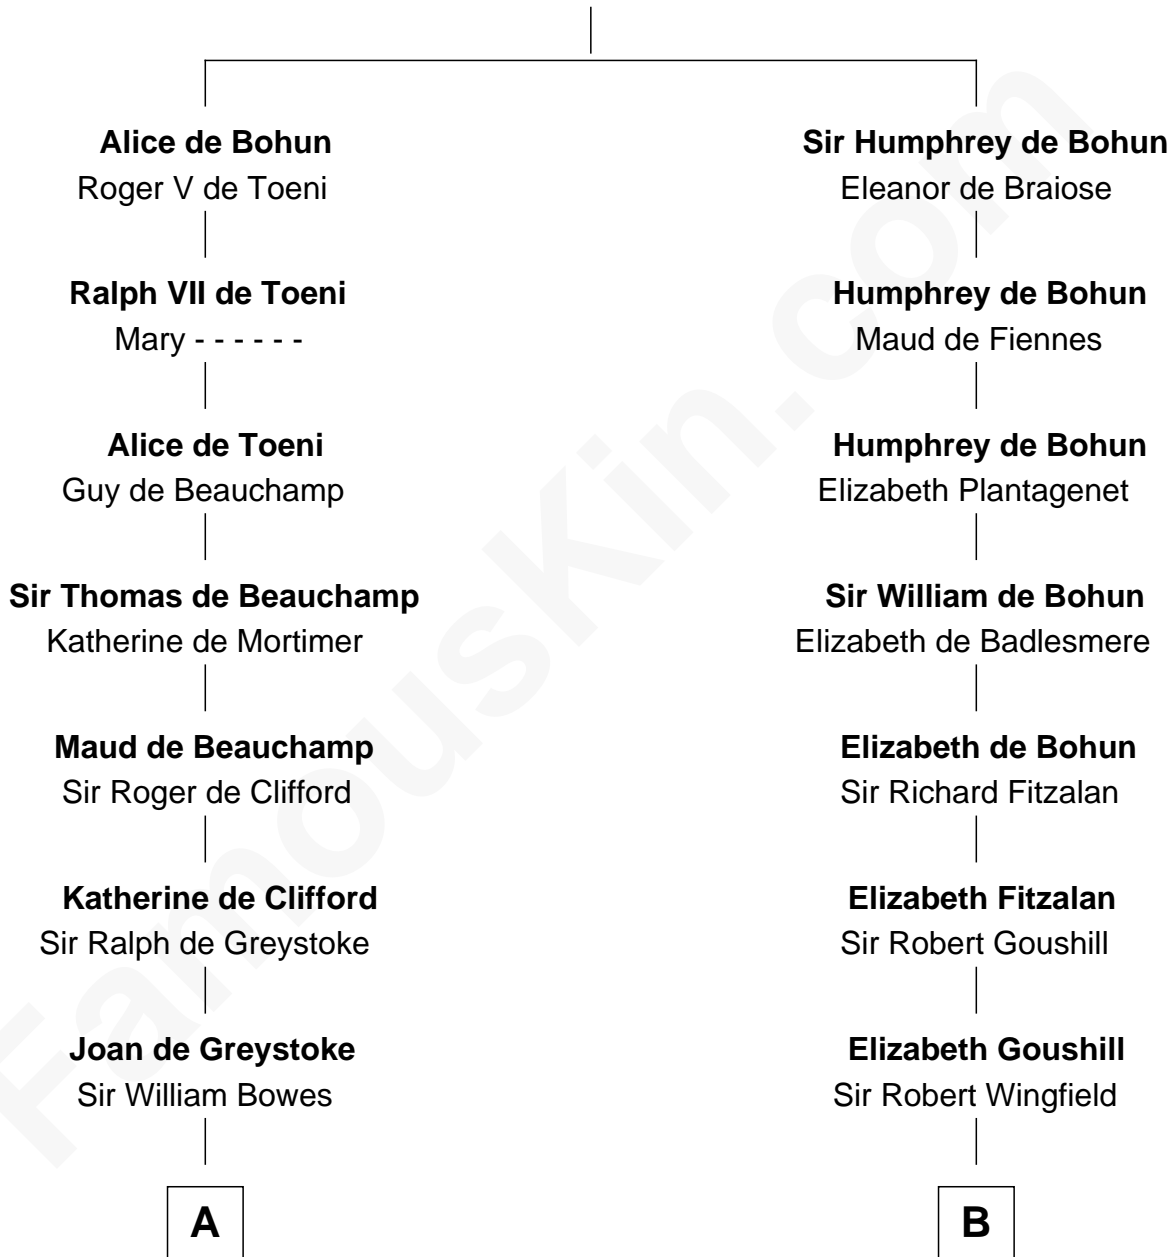 Alice de Bohun
Roger V de Toeni
Ralph VII de Toeni
Mary - - - - - -
Alice de Toeni
Guy de Beauchamp
Sir Thomas de Beauchamp
Katherine de Mortimer
Maud de Beauchamp
Sir Roger de Clifford
Katherine de Clifford
Sir Ralph de Greystoke
Joan de Greystoke
Sir William Bowes
A
Sir Humphrey de Bohun
Eleanor de Braiose
Humphrey de Bohun
Maud de Fiennes
Humphrey de Bohun
Elizabeth Plantagenet
Sir William de Bohun
Elizabeth de Badlesmere
Elizabeth de Bohun
Sir Richard Fitzalan
Elizabeth Fitzalan
Sir Robert Goushill
Elizabeth Goushill
Sir Robert Wingfield
B
FamousKin.com